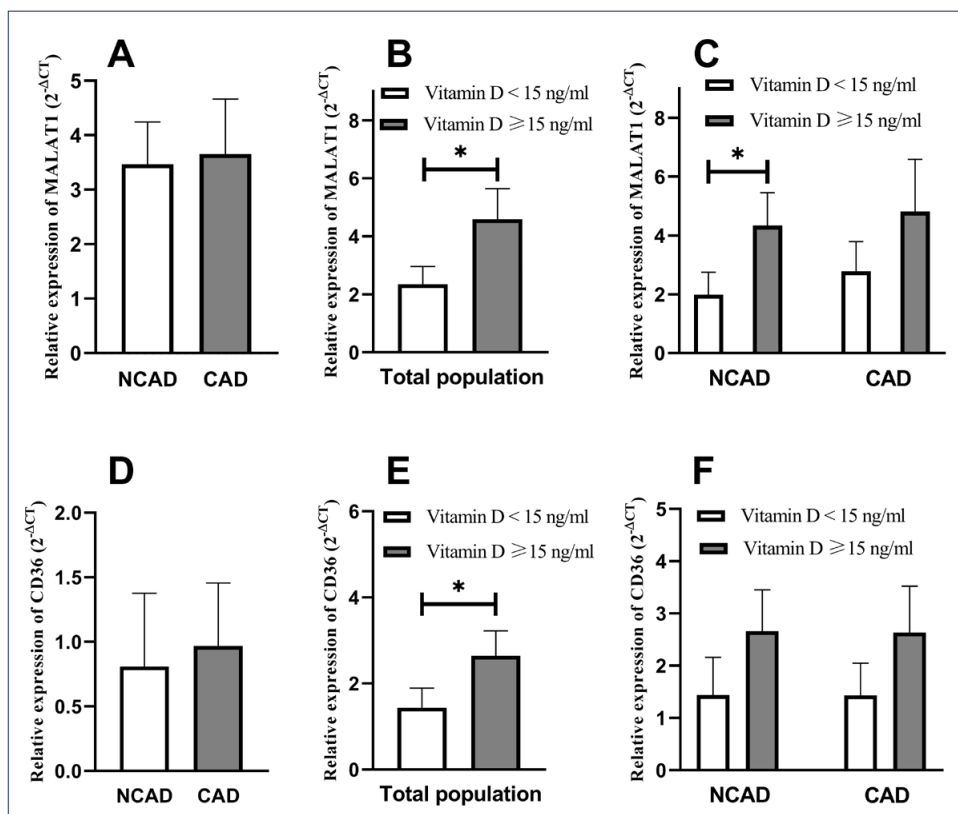 A
Relative expression of MALAT1 (2-ΔCT)
5
4
3
2
1
0
NCAD CAD
B
Relative expression of MALAT1 (2-ΔCT)
Vitamin D < 15 ng/ml
Vitamin D ≥15 ng/ml
8
6
4
2
0
*
Total population
C
Relative expression of MALAT1 (2-ΔCT)
Vitamin D < 15 ng/ml
Vitamin D ≥15 ng/ml
8
6
4
2
0
*
NCAD CAD
D
Relative expression of CD36 (2-ΔCT)
2.0
1.5
1.0
0.5
0.0
NCAD CAD
E
Relative expression of CD36 (2-ΔCT)
Vitamin D < 15 ng/ml
Vitamin D ≥15 ng/ml
6
4
2
0
*
Total population
F
Relative expression of CD36 (2-ΔCT)
Vitamin D < 15 ng/ml
Vitamin D ≥15 ng/ml
5
4
3
2
1
0
NCAD CAD